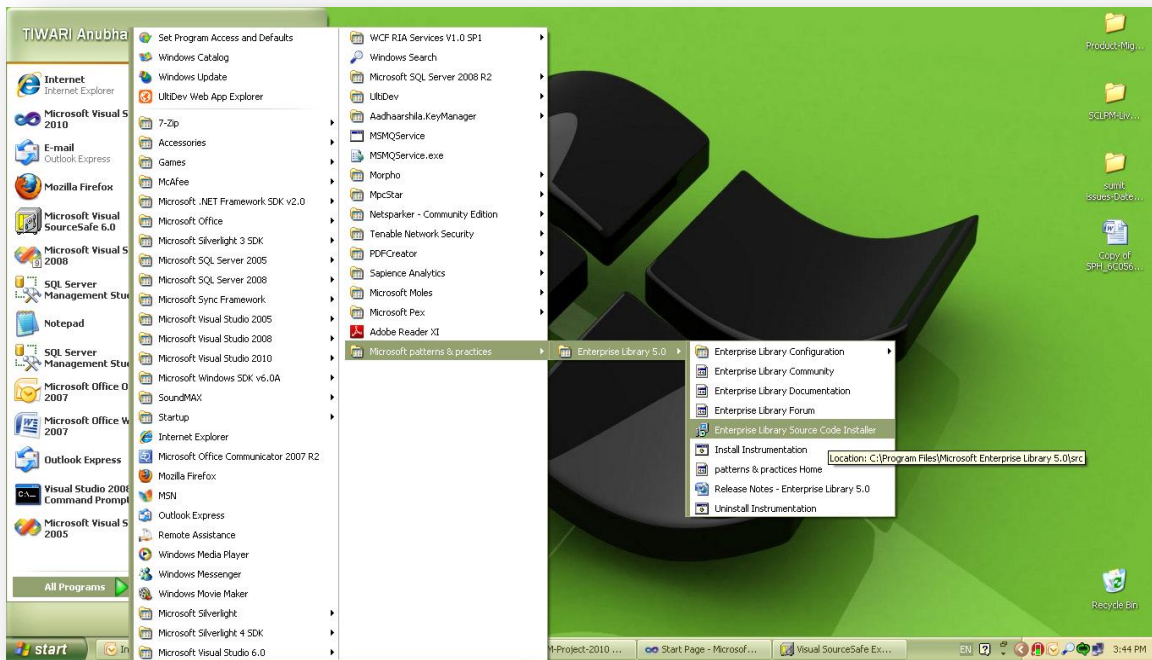 TIWARI Anubha
Internet
Internet Explorer
Microsoft Visual S
2010
E-mail
Outlook Express
Mozilla Firefox
Microsoft Visual
SourceSafe 6.0
Microsoft Visual S
2008
SQL Server
Management Stu
Notepad
SQL Server
Management Stu
Microsoft Office O
2007
Microsoft Office W
2007
Outlook Express
Visual Studio 2008
Command Prompt
Microsoft Visual S
2005
All Programs
Set Program Access and Defaults
Windows Catalog
Windows Update
UltiDev Web App Explorer
7-Zip
Accessories
Games
McAfee
Microsoft .NET Framework SDK v2.0
Microsoft Office
Microsoft Silverlight 3 SDK
Microsoft SQL Server 2005
Microsoft SQL Server 2008
Microsoft Sync Framework
Microsoft Visual Studio 2005
Microsoft Visual Studio 2008
Microsoft Visual Studio 2010
Microsoft Windows SDK v6.0A
SoundMAX
Startup
Internet Explorer
Microsoft Office Communicator 2007 R2
Mozilla Firefox
MSN
Outlook Express
Remote Assistance
Windows Media Player
Windows Messenger
Windows Movie Maker
Microsoft Silverlight
Microsoft Silverlight 4 SDK
Microsoft Visual Studio 6.0
WCF RIA Services V1.0 SP1
Windows Search
Microsoft SQL Server 2008 R2
UltiDev
Aadhaarshila.KeyManager
MSMQService
MSMQService.exe
Morpho
MpcStar
Netsparker - Community Edition
Tenable Network Security
PDFCreator
Sapience Analytics
Microsoft Moles
Microsoft Pex
Adobe Reader XI
Microsoft patterns & practices
Enterprise Library 5.0
Enterprise Library Configuration
Enterprise Library Community
Enterprise Library Documentation
Enterprise Library Forum
Enterprise Library Source Code Installer
Install Instrumentation
Location: C:\Program Files\Microsoft Enterprise Library 5.0\src
patterns & practices Home
Release Notes - Enterprise Library 5.0
Uninstall Instrumentation
Product-Mig...
SCLPM-Liv...
sumit
issues-Date...
Copy of
SPH_6C056...
Recycle Bin
start
In
M-Project-2010 ...
Start Page - Microsof...
Visual SourceSafe Ex...
EN
3:44 PM